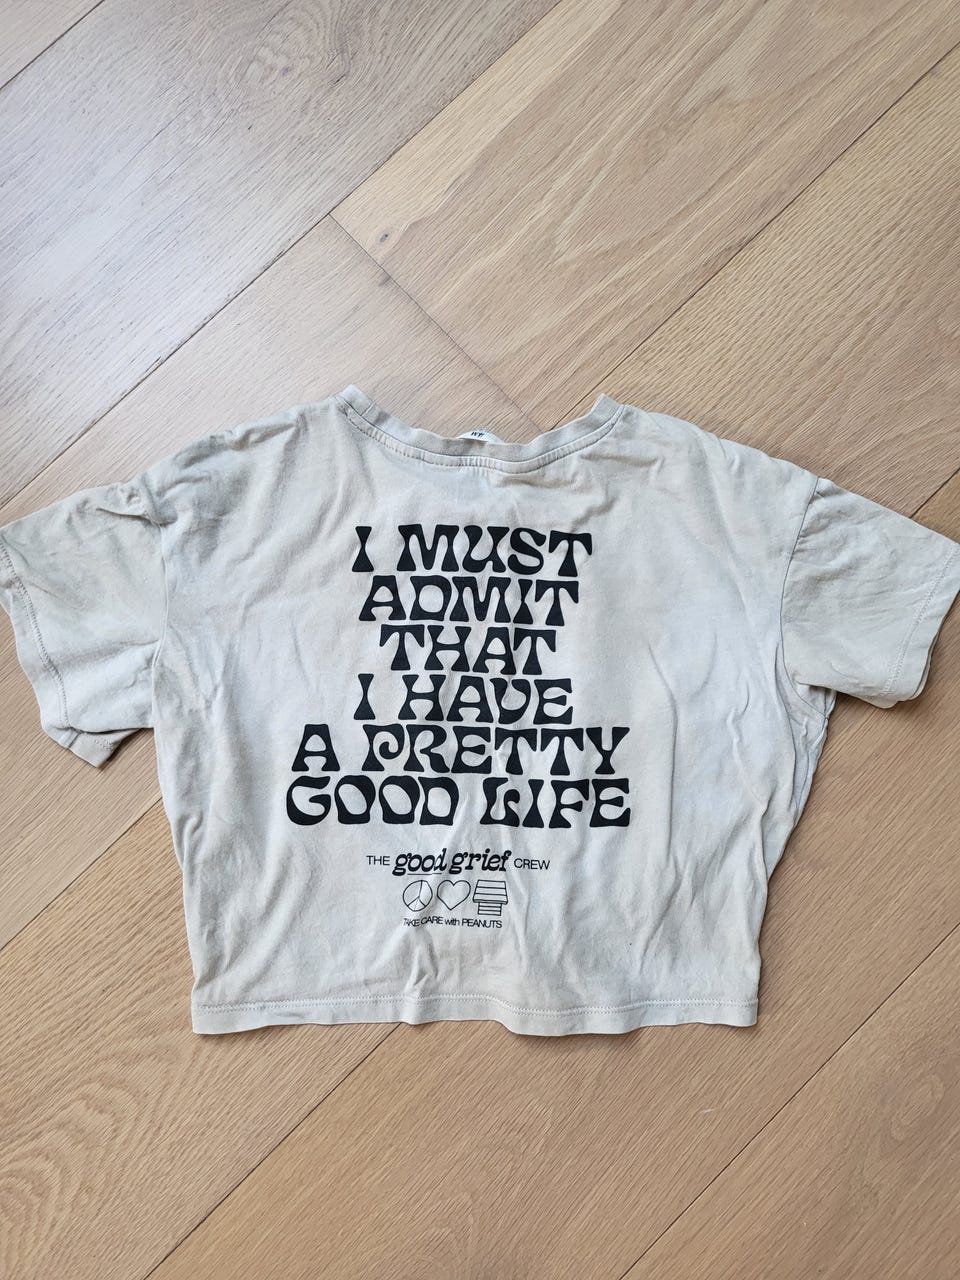 I MUST
ADMIT
THAT
I HAVE
A PRETTY
GOOD LIFE
THE good grief CREW
TAKE CARE with PEANUTS